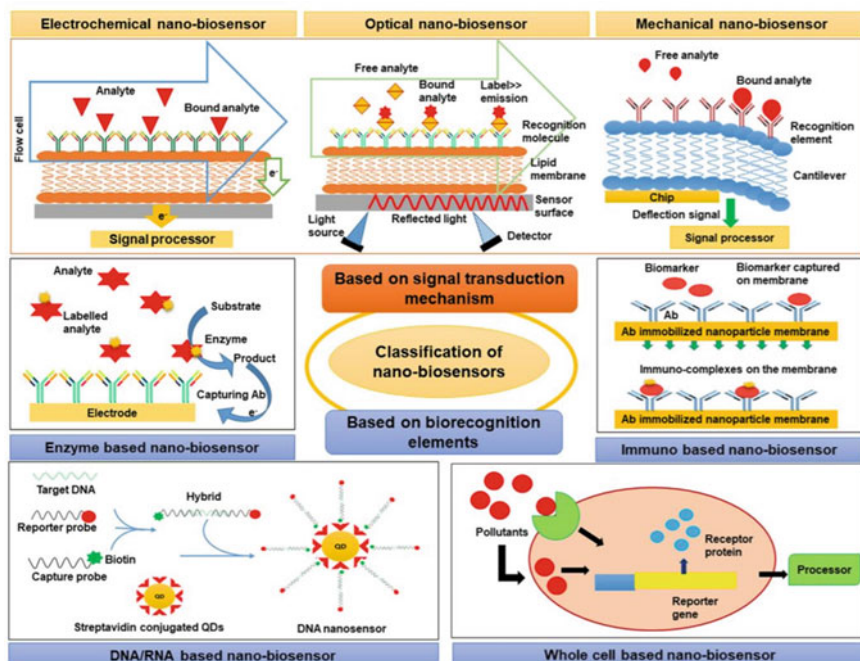 Electrochemical nano-biosensor
Optical nano-biosensor
Mechanical nano-biosensor
Analyte
Bound analyte
Flow cell
e⁻
e⁻
Signal processor
Free analyte
Bound
analyte
Label>>
emission
Recognition
molecule
Lipid
membrane
Sensor
surface
Light
source
Reflected light
Detector
Free analyte
Bound analyte
Recognition
element
Cantilever
Chip
Deflection signal
Signal processor
Analyte
Labelled
analyte
Substrate
Enzyme
Product
Capturing Ab
e⁻
Electrode
Enzyme based nano-biosensor
Based on signal transduction
mechanism
Classification of
nano-biosensors
Based on biorecognition
elements
Biomarker
Biomarker captured
on membrane
Ab
Ab immobilized nanoparticle membrane
Immuno-complexes on the membrane
Ab immobilized nanoparticle membrane
Immuno based nano-biosensor
Target DNA
Reporter probe
Capture probe
Biotin
Hybrid
QD
Streptavidin conjugated QDs
QD
DNA nanosensor
DNA/RNA based nano-biosensor
Pollutants
Receptor
protein
Reporter
gene
Processor
Whole cell based nano-biosensor